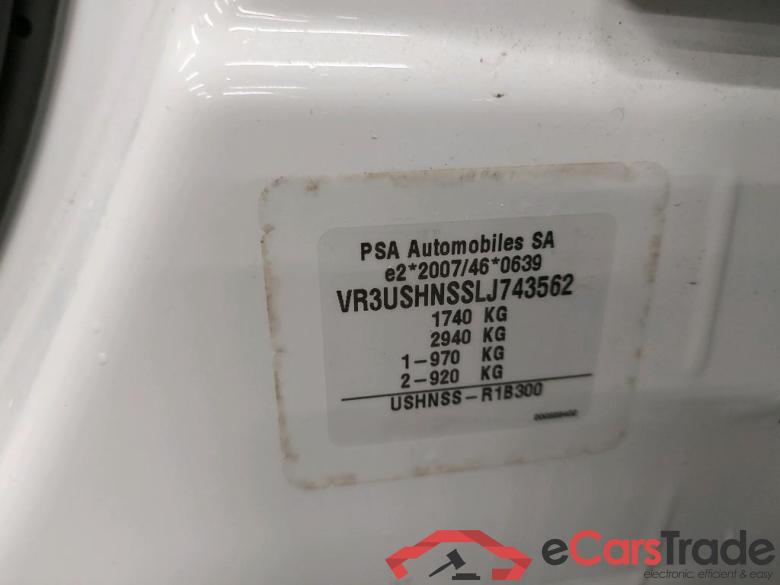 PSA Automobiles SA
e2*2007/46*0639
VR3USHNSSLJ743562
1740 KG
2940 KG
1-970 KG
2-920 KG
USHNSS-R1B300
eCarsTrade
electronic, efficient & easy